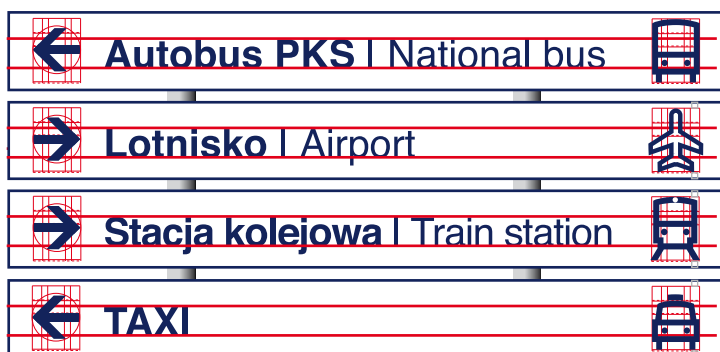 Autobus PKS | National bus
Lotnisko | Airport
Stacja kolejowa | Train station
TAXI